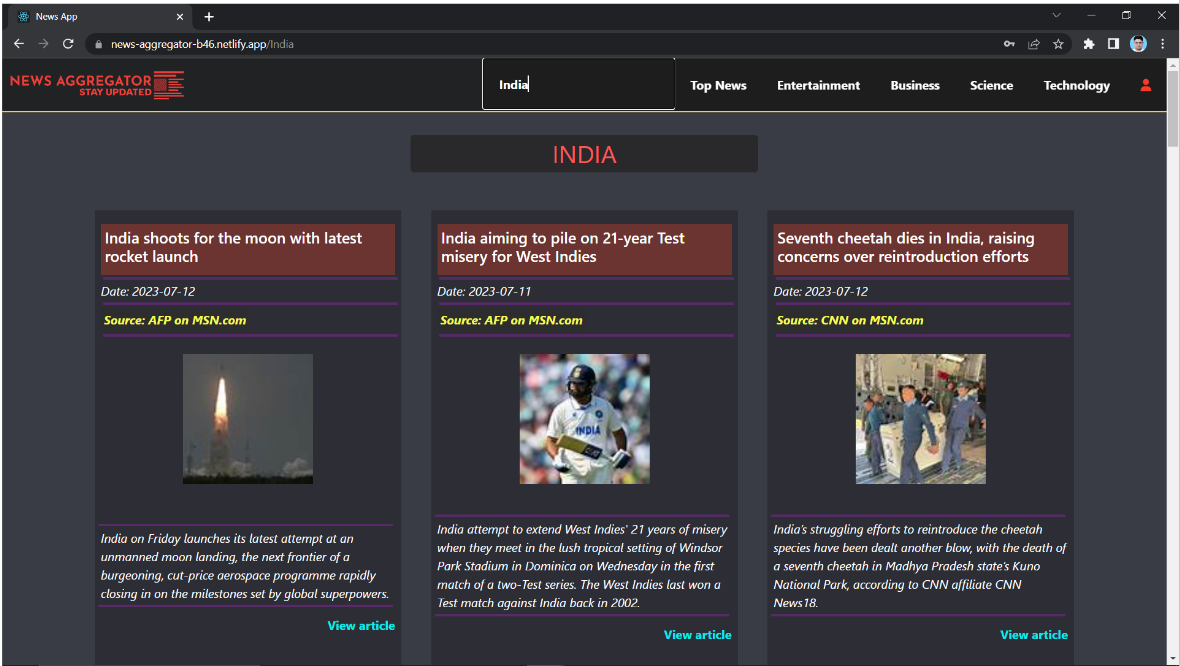 News App
news-aggregator-b46.netlify.app/India
NEWS AGGREGATOR
STAY UPDATED
India
Top News
Entertainment
Business
Science
Technology
INDIA
India shoots for the moon with latest
rocket launch
Date: 2023-07-12
Source: AFP on MSN.com
India on Friday launches its latest attempt at an
unmanned moon landing, the next frontier of a
burgeoning, cut-price aerospace programme rapidly
closing in on the milestones set by global superpowers.
View article
India aiming to pile on 21-year Test
misery for West Indies
Date: 2023-07-11
Source: AFP on MSN.com
INDIA
India attempt to extend West Indies' 21 years of misery
when they meet in the lush tropical setting of Windsor
Park Stadium in Dominica on Wednesday in the first
match of a two-Test series. The West Indies last won a
Test match against India back in 2002.
View article
Seventh cheetah dies in India, raising
concerns over reintroduction efforts
Date: 2023-07-12
Source: CNN on MSN.com
India's struggling efforts to reintroduce the cheetah
species have been dealt another blow, with the death of
a seventh cheetah in Madhya Pradesh state's Kuno
National Park, according to CNN affiliate CNN
News18.
View article